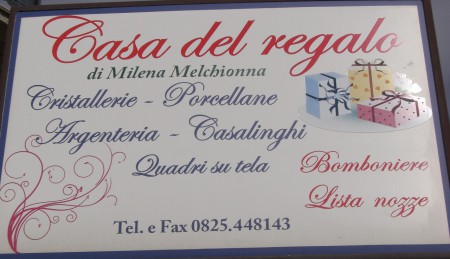 Casa del regalo
di Milena Melchionna
Cristallerie - Porcellane
Argenteria - Casalinghi
Quadri su tela
Bomboniere
Lista nozze
Tel. e Fax 0825.448143